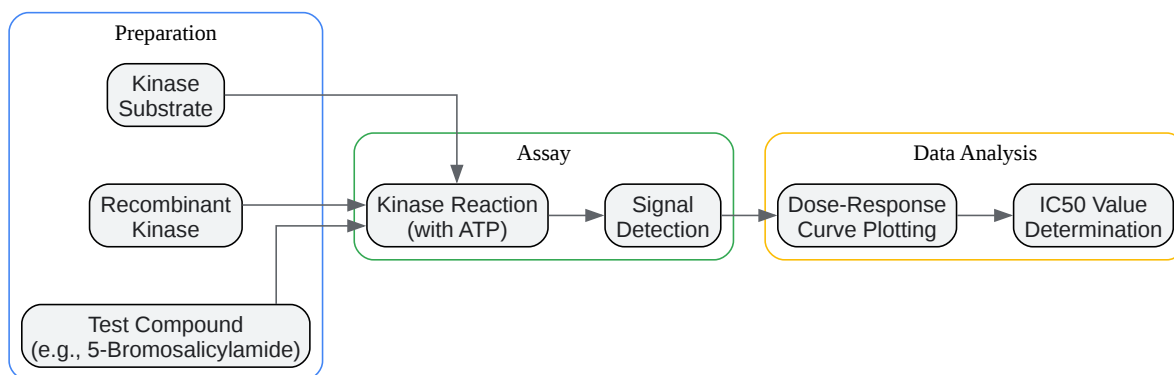 Preparation
Kinase
Substrate
Recombinant
Kinase
Test Compound
(e.g., 5-Bromosalicylamide)
Assay
Kinase Reaction
(with ATP)
Signal
Detection
Data Analysis
Dose-Response
Curve Plotting
IC50 Value
Determination